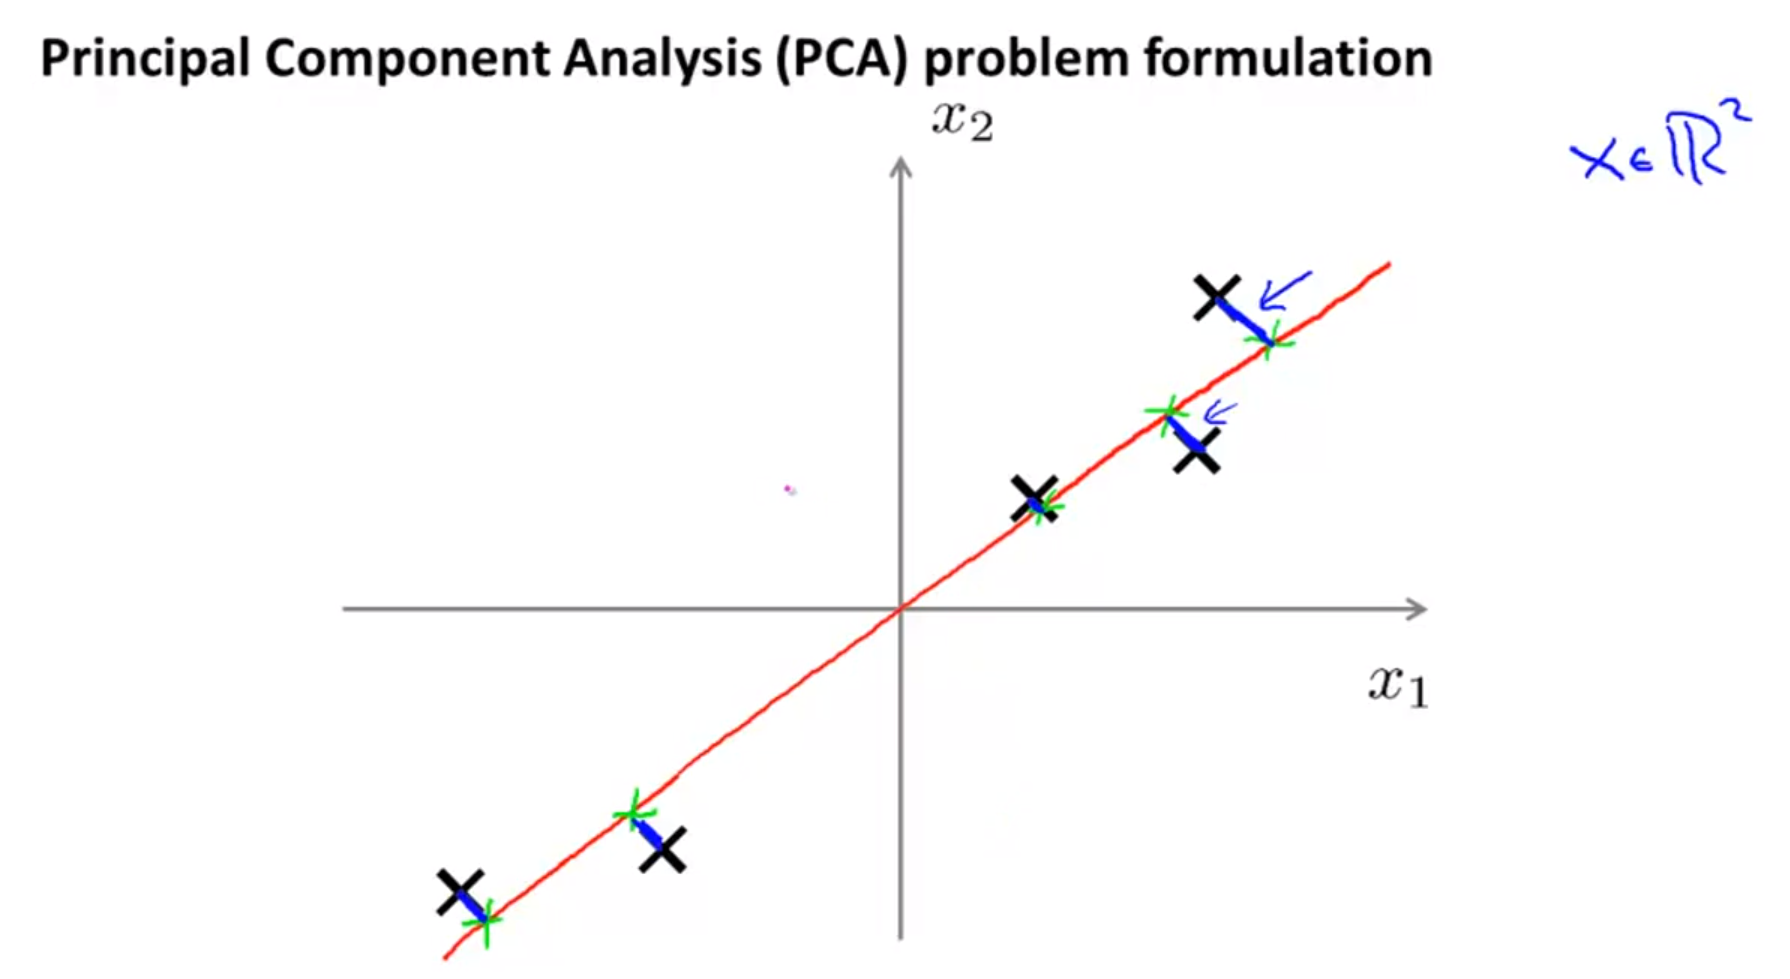 Principal Component Analysis (PCA) problem formulation
x₂
x ∈ ℝ²
x₁